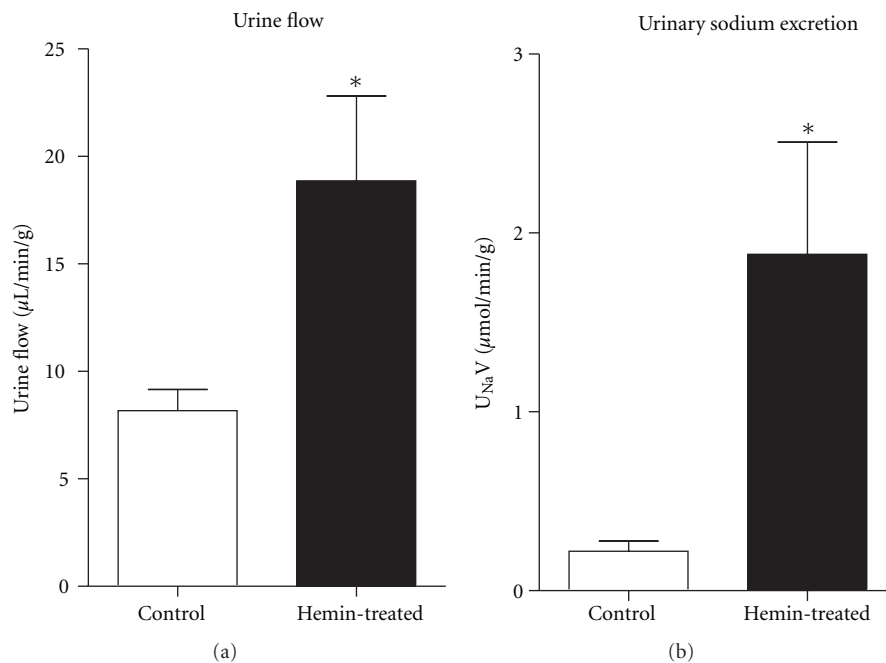 Urine flow
25
20
15
10
5
0
Urine flow (µL/min/g)
*
Control
Hemin-treated
(a)
Urinary sodium excretion
3
2
1
0
U_NaV (µmol/min/g)
*
Control
Hemin-treated
(b)